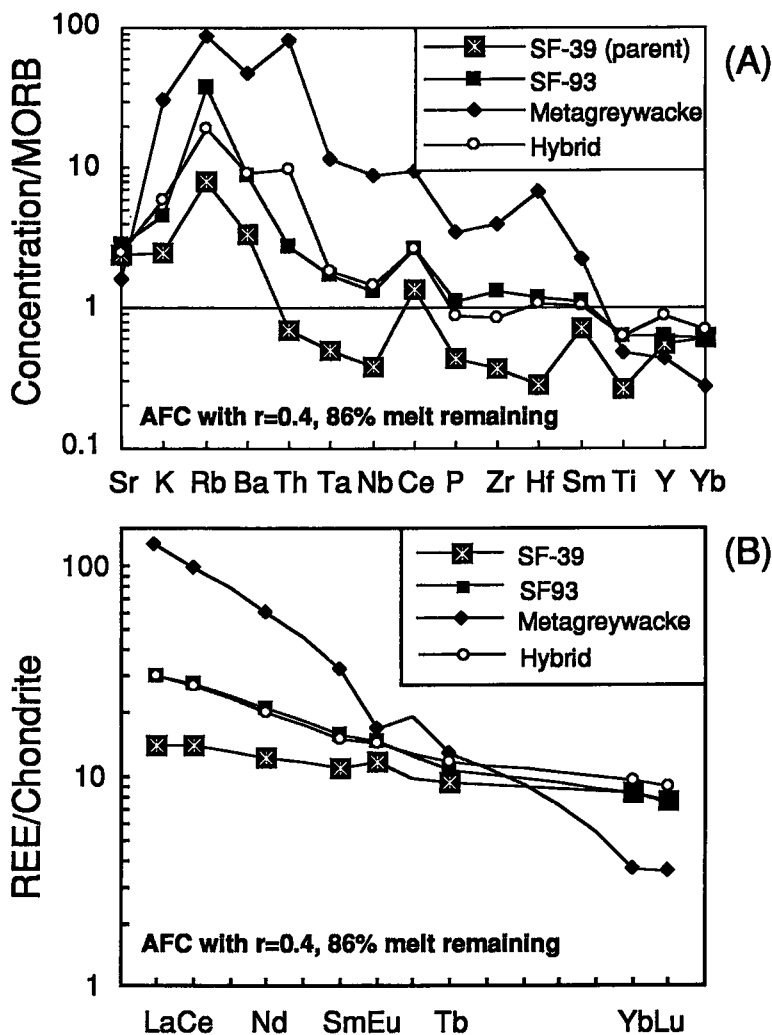 100
10
1
0.1
Concentration/MORB
SF-39 (parent)
SF-93
Metagreywacke
Hybrid
(A)
AFC with r=0.4, 86% melt remaining
Sr K Rb Ba Th Ta Nb Ce P Zr Hf Sm Ti Y Yb
100
10
1
REE/Chondrite
SF-39
SF93
Metagreywacke
Hybrid
(B)
AFC with r=0.4, 86% melt remaining
LaCe Nd SmEu Tb YbLu